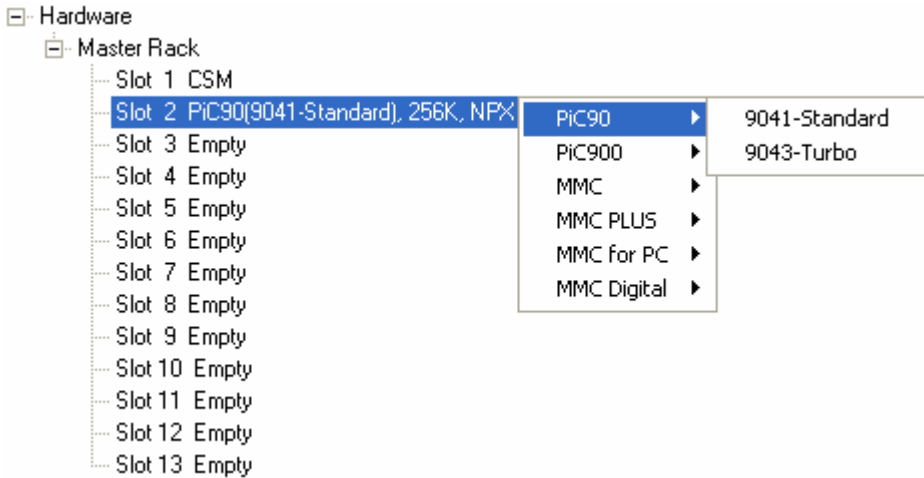 Hardware
Master Rack
Slot 1 CSM
Slot 2 PiC90(9041-Standard), 256K, NPX
Slot 3 Empty
Slot 4 Empty
Slot 5 Empty
Slot 6 Empty
Slot 7 Empty
Slot 8 Empty
Slot 9 Empty
Slot 10 Empty
Slot 11 Empty
Slot 12 Empty
Slot 13 Empty
PiC90
PiC900
MMC
MMC PLUS
MMC for PC
MMC Digital
9041-Standard
9043-Turbo